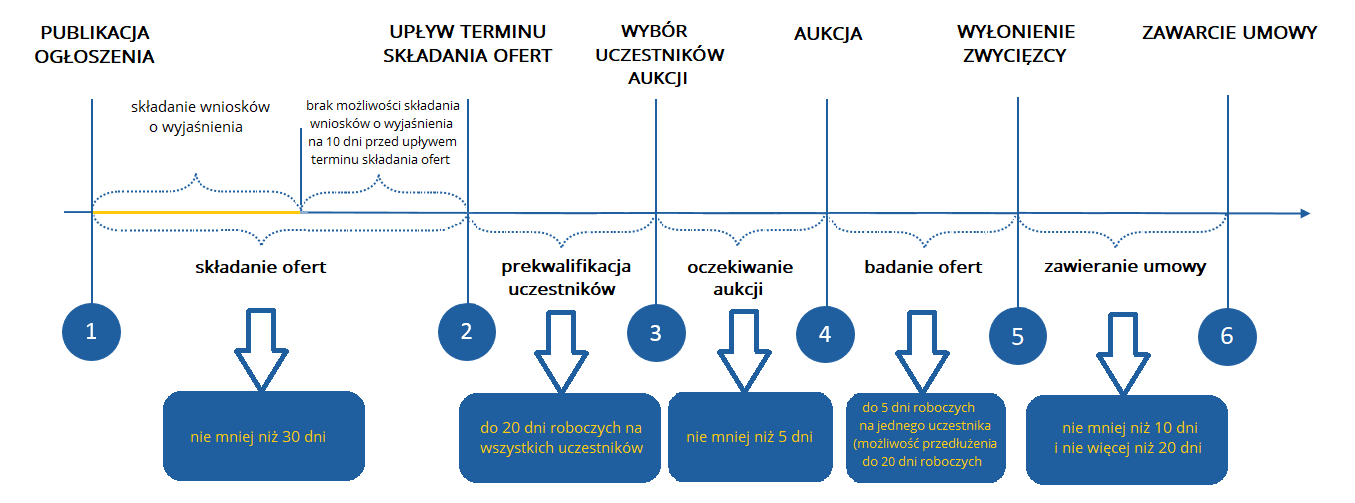 PUBLIKACJA
OGŁOSZENIA
UPŁYW TERMINU
SKŁADANIA OFERT
WYBÓR
UCZESTNIKÓW
AUKCJI
AUKCJA
WYŁONIENIE
ZWYCIĘZCY
ZAWARCIE UMOWY
składanie wniosków
o wyjaśnienia
brak możliwości składania
wniosków o wyjaśnienia
na 10 dni przed upływem
terminu składania ofert
składanie ofert
prekwalifikacja
uczestników
oczekiwanie
aukcji
badanie ofert
zawieranie umowy
1
2
3
4
5
6
nie mniej niż 30 dni
do 20 dni roboczych na
wszystkich uczestników
nie mniej niż 5 dni
do 5 dni roboczych
na jednego uczestnika
(możliwość przedłużenia
do 20 dni roboczych
nie mniej niż 10 dni
i nie więcej niż 20 dni